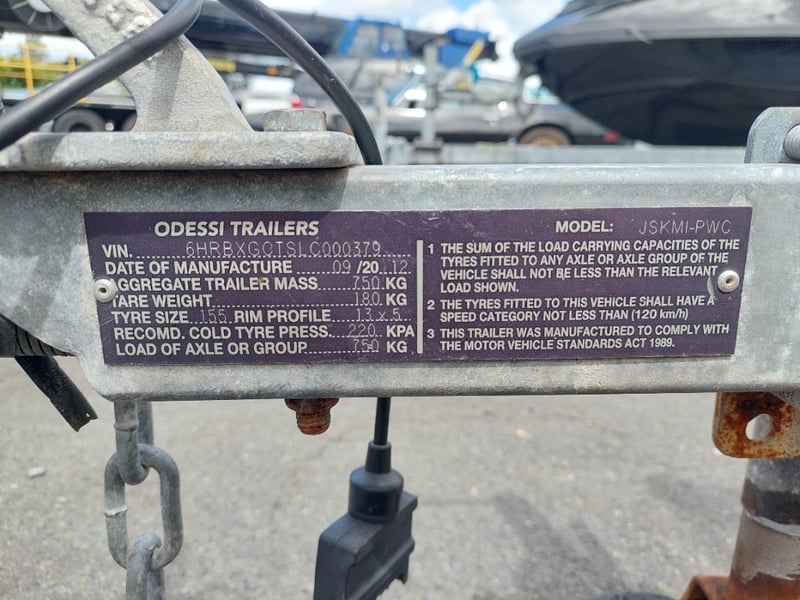 ODESSI TRAILERS
VIN. 6HRBXGCTSLC000379
DATE OF MANUFACTURE 09 /20 12
AGGREGATE TRAILER MASS 750 KG
TARE WEIGHT 180 KG
TYRE SIZE 155 RIM PROFILE 13 x 5
RECOMD. COLD TYRE PRESS. 220 KPA
LOAD OF AXLE OR GROUP 750 KG
MODEL: JSKMI-PWC
1 THE SUM OF THE LOAD CARRYING CAPACITIES OF THE
TYRES FITTED TO ANY AXLE OR AXLE GROUP OF THE
VEHICLE SHALL NOT BE LESS THAN THE RELEVANT
LOAD SHOWN.
2 THE TYRES FITTED TO THIS VEHICLE SHALL HAVE A
SPEED CATEGORY NOT LESS THAN (120 km/h)
3 THIS TRAILER WAS MANUFACTURED TO COMPLY WITH
THE MOTOR VEHICLE STANDARDS ACT 1989.